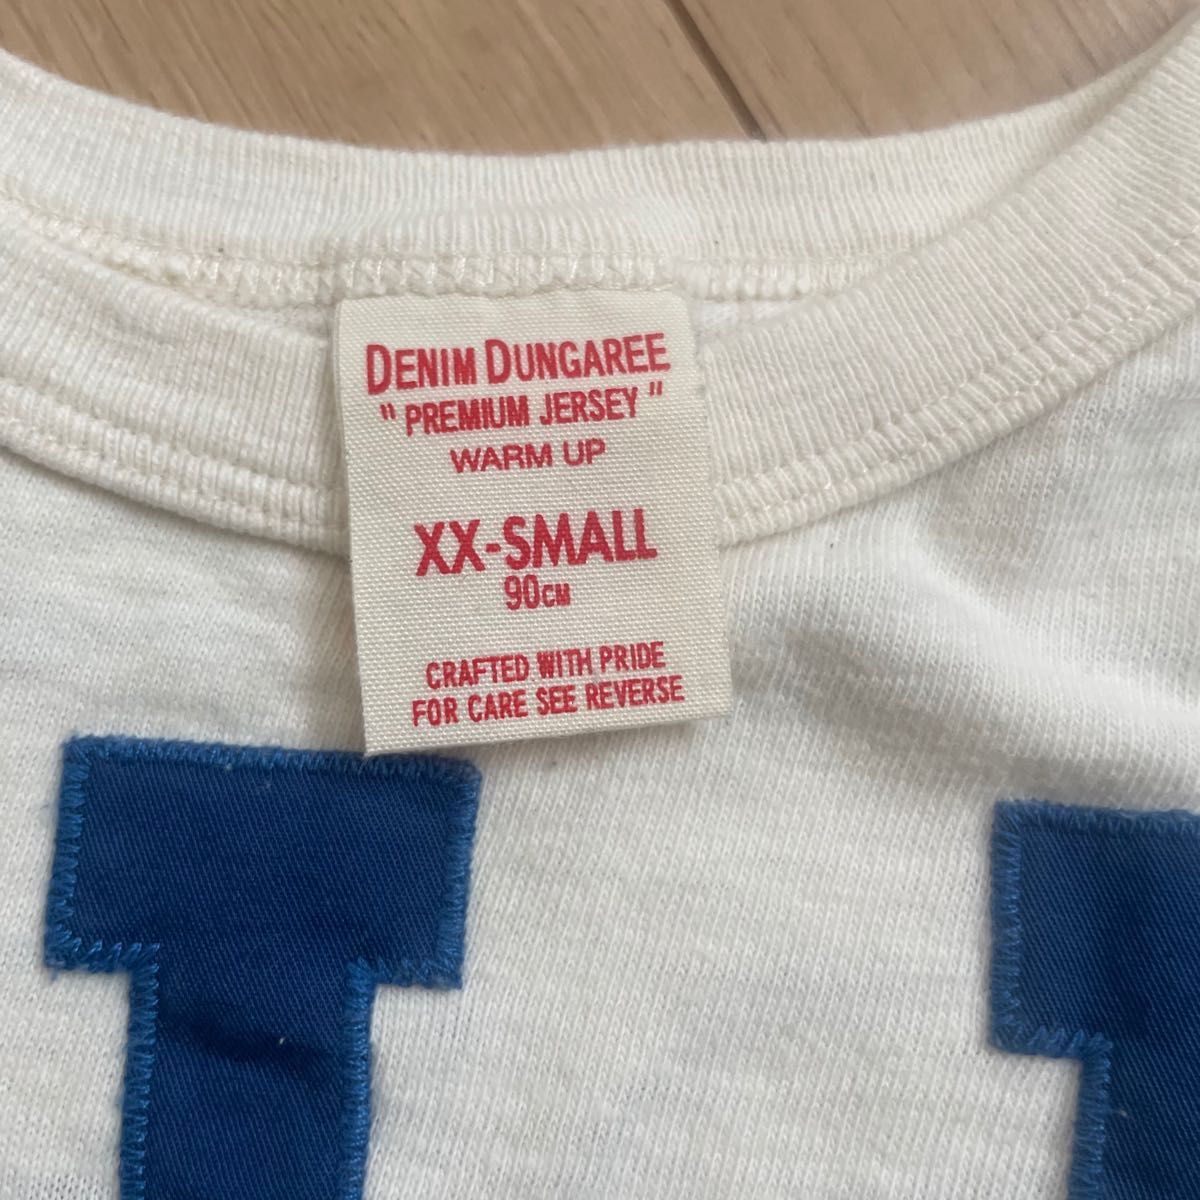 DENIM DUNGAREE
" PREMIUM JERSEY "
WARM UP
XX-SMALL
90CM
CRAFTED WITH PRIDE
FOR CARE SEE REVERSE